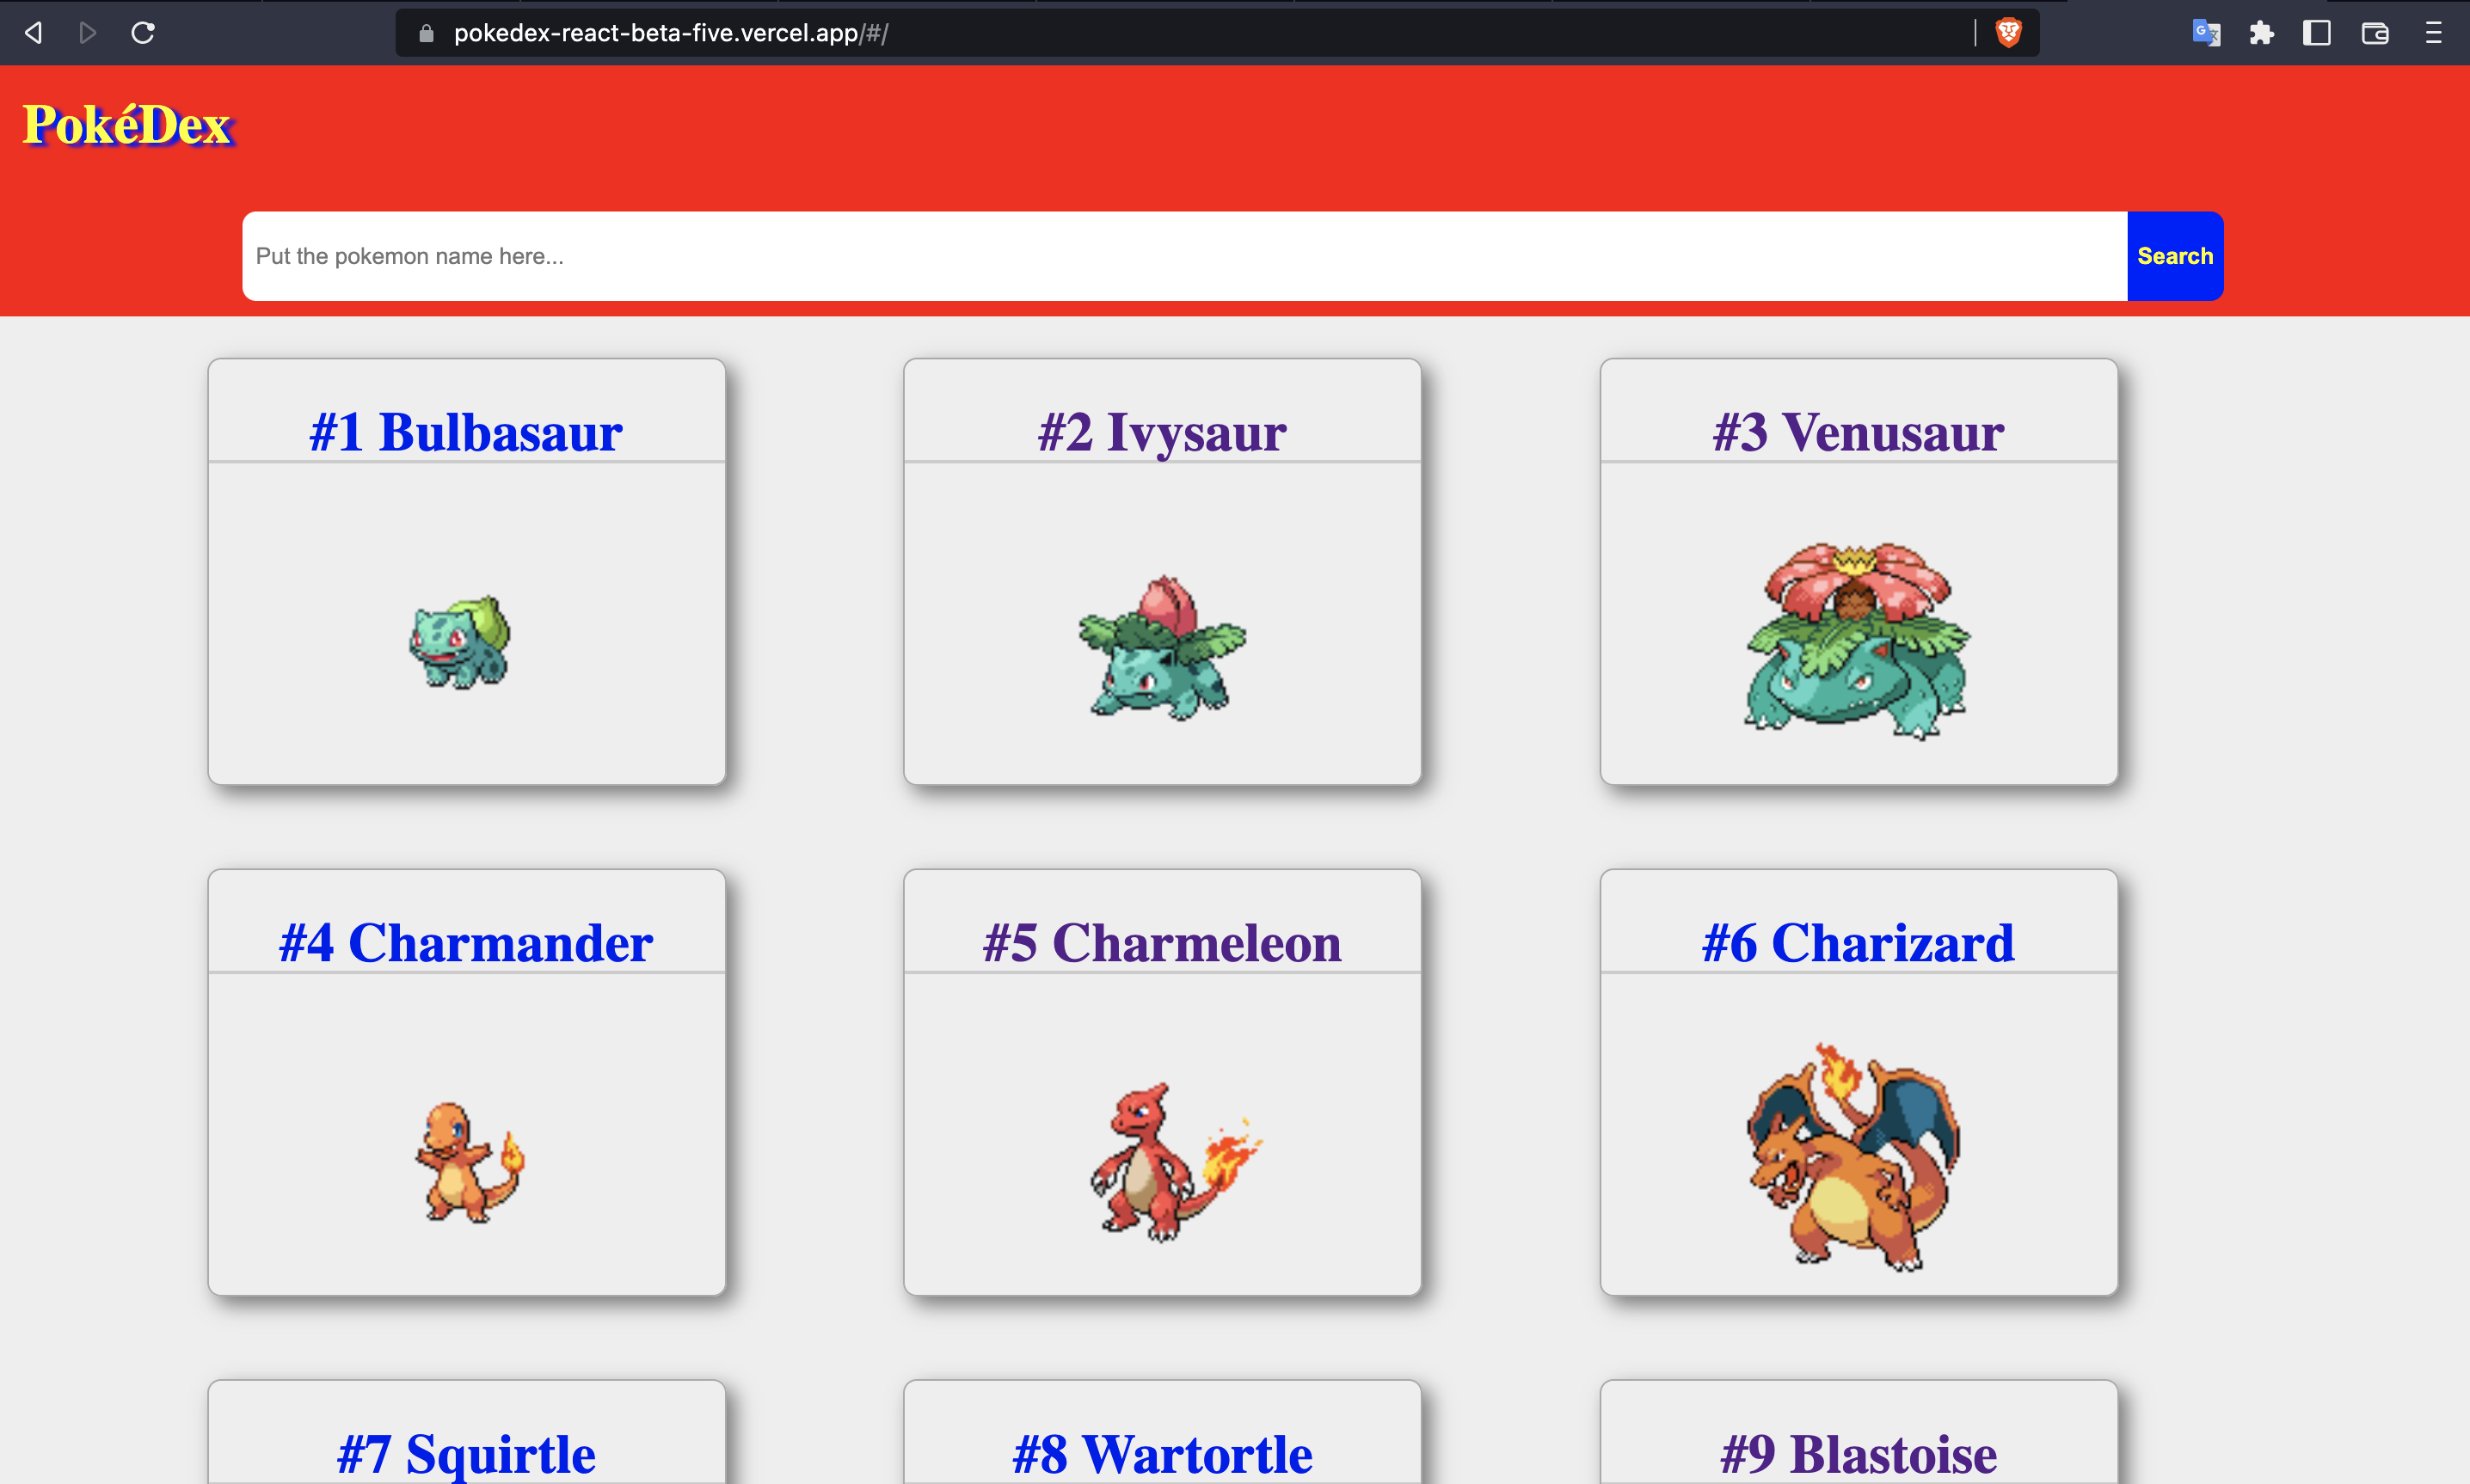 pokedex-react-beta-five.vercel.app/#/
PokéDex
Put the pokemon name here...
Search
#1 Bulbasaur
#2 Ivysaur
#3 Venusaur
#4 Charmander
#5 Charmeleon
#6 Charizard
#7 Squirtle
#8 Wartortle
#9 Blastoise